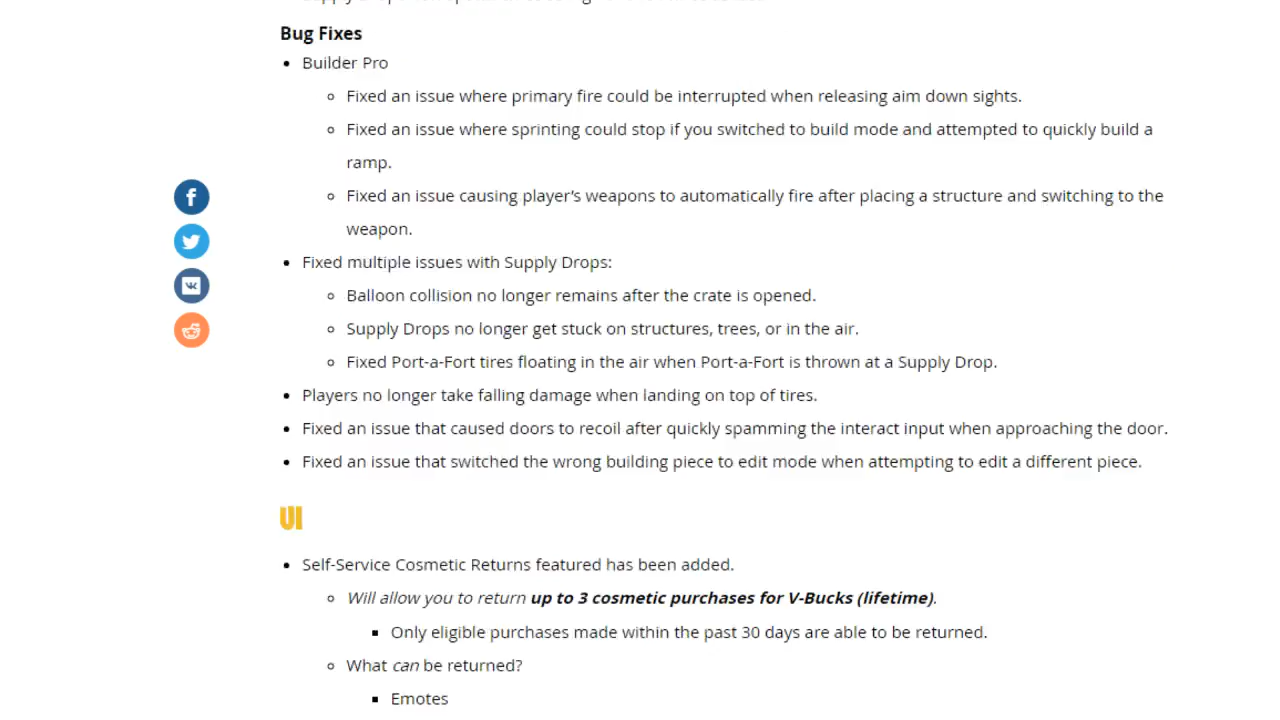 Bug Fixes
Builder Pro
Fixed an issue where primary fire could be interrupted when releasing aim down sights.
Fixed an issue where sprinting could stop if you switched to build mode and attempted to quickly build a
ramp.
Fixed an issue causing player's weapons to automatically fire after placing a structure and switching to the
weapon.
Fixed multiple issues with Supply Drops:
Balloon collision no longer remains after the crate is opened.
Supply Drops no longer get stuck on structures, trees, or in the air.
Fixed Port-a-Fort tires floating in the air when Port-a-Fort is thrown at a Supply Drop.
Players no longer take falling damage when landing on top of tires.
Fixed an issue that caused doors to recoil after quickly spamming the interact input when approaching the door.
Fixed an issue that switched the wrong building piece to edit mode when attempting to edit a different piece.
UI
Self-Service Cosmetic Returns featured has been added.
Will allow you to return up to 3 cosmetic purchases for V-Bucks (lifetime).
Only eligible purchases made within the past 30 days are able to be returned.
What can be returned?
Emotes